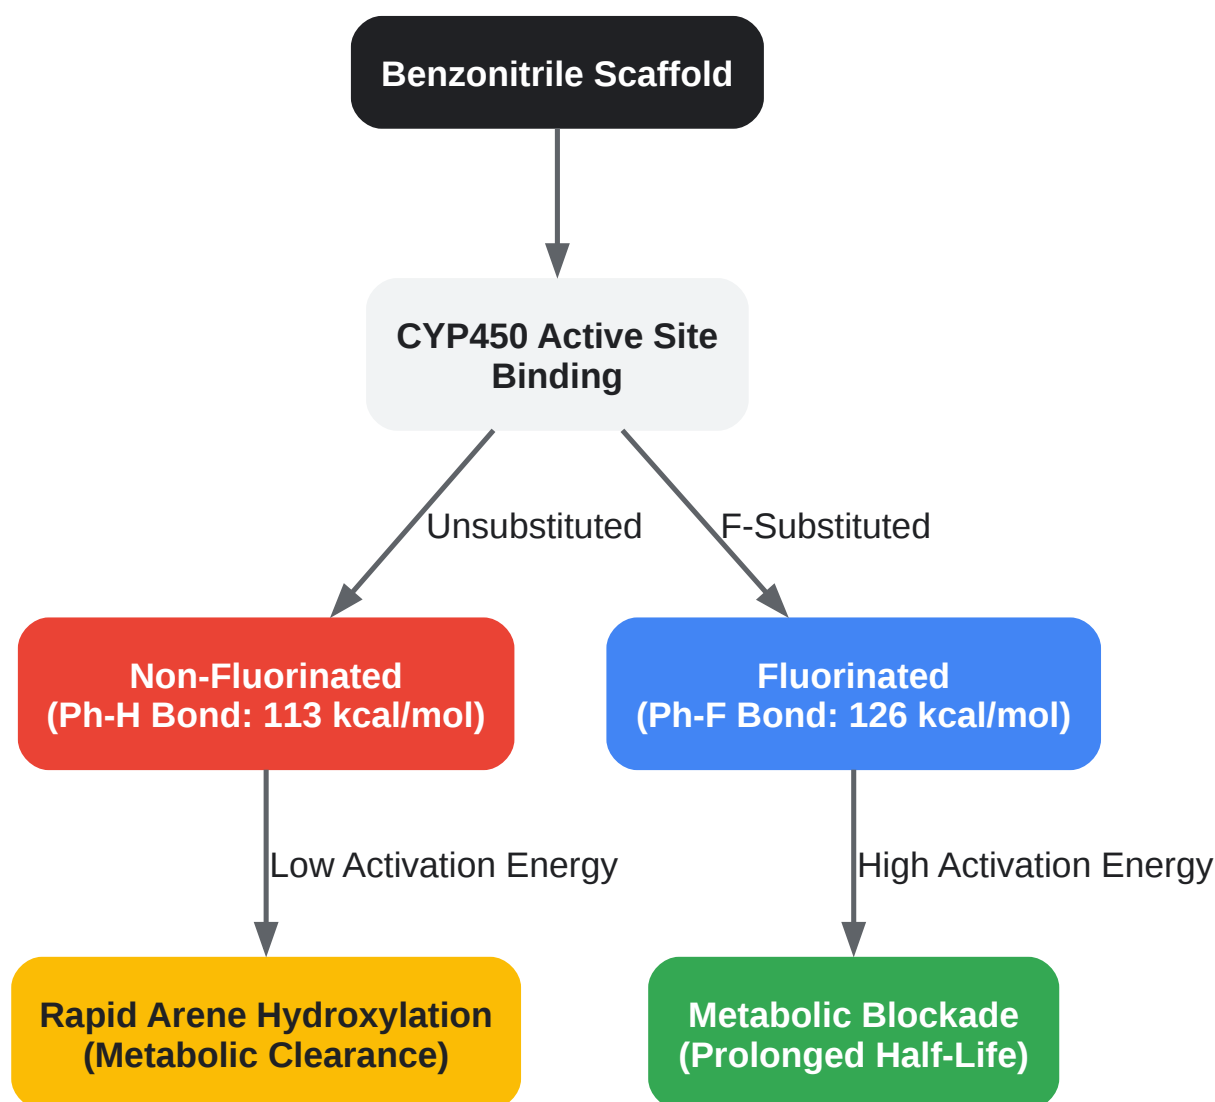 Benzonitrile Scaffold
CYP450 Active Site
Binding
Unsubstituted
F-Substituted
Non-Fluorinated
(Ph-H Bond: 113 kcal/mol)
Fluorinated
(Ph-F Bond: 126 kcal/mol)
Low Activation Energy
High Activation Energy
Rapid Arene Hydroxylation
(Metabolic Clearance)
Metabolic Blockade
(Prolonged Half-Life)